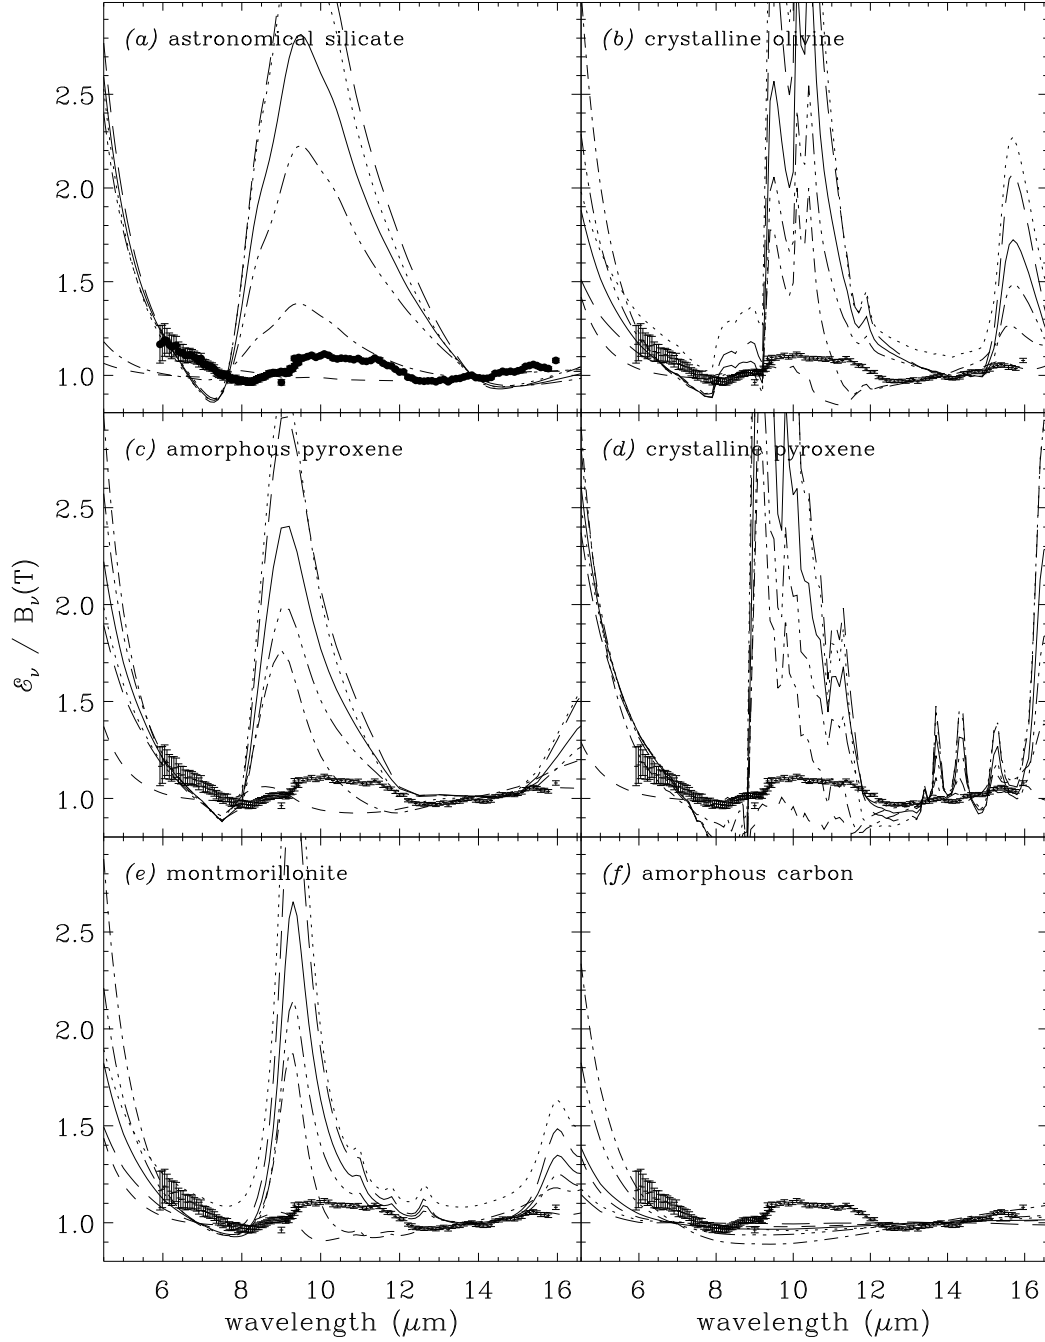 (a) astronomical silicate
(b) crystalline olivine
2.5
2.0
1.5
1.0
(c) amorphous pyroxene
(d) crystalline pyroxene
2.5
2.0
1.5
1.0
ℰν / Bν(T)
(e) montmorillonite
(f) amorphous carbon
2.5
2.0
1.5
1.0
6 8 10 12 14 16 6 8 10 12 14 16
wavelength (μm) wavelength (μm)